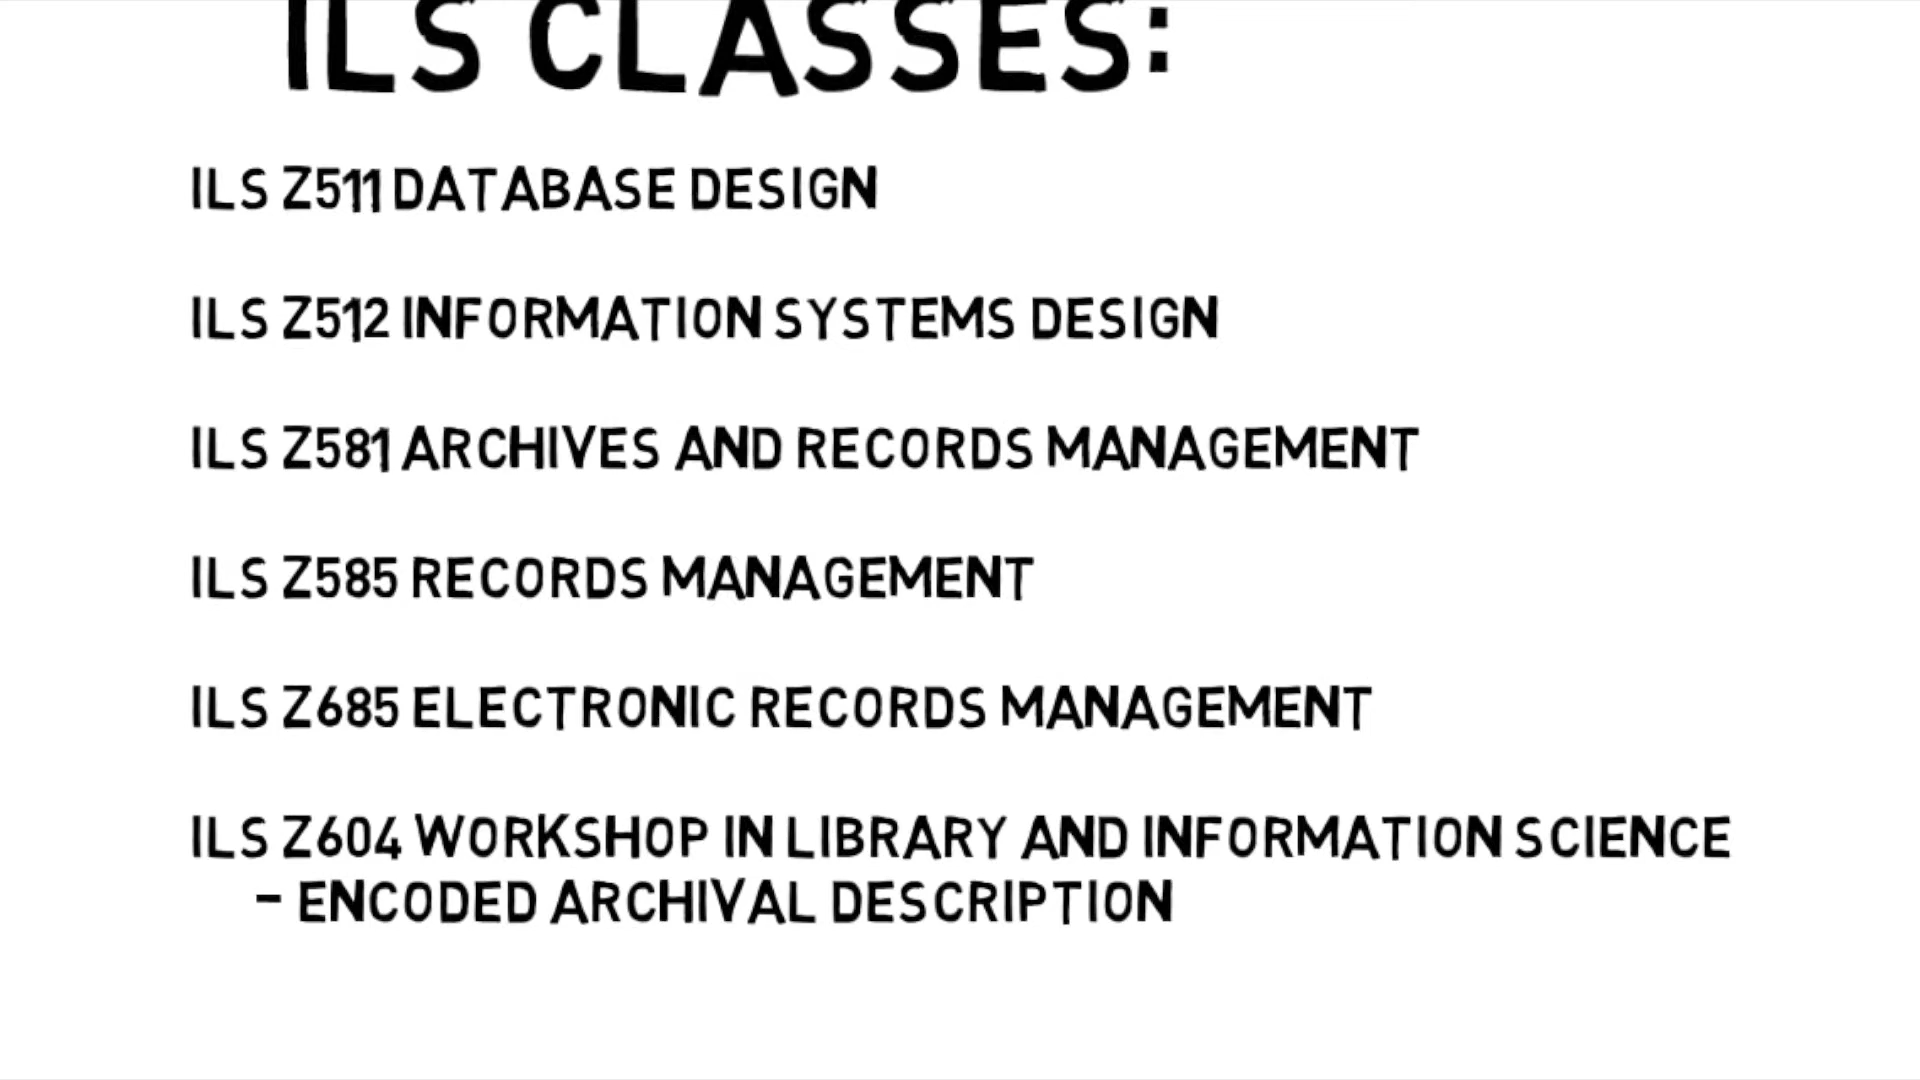 ILS CLASSES:
ILS Z511 DATABASE DESIGN
ILS Z512 INFORMATION SYSTEMS DESIGN
ILS Z581 ARCHIVES AND RECORDS MANAGEMENT
ILS Z585 RECORDS MANAGEMENT
ILS Z685 ELECTRONIC RECORDS MANAGEMENT
ILS Z604 WORKSHOP IN LIBRARY AND INFORMATION SCIENCE
– ENCODED ARCHIVAL DESCRIPTION